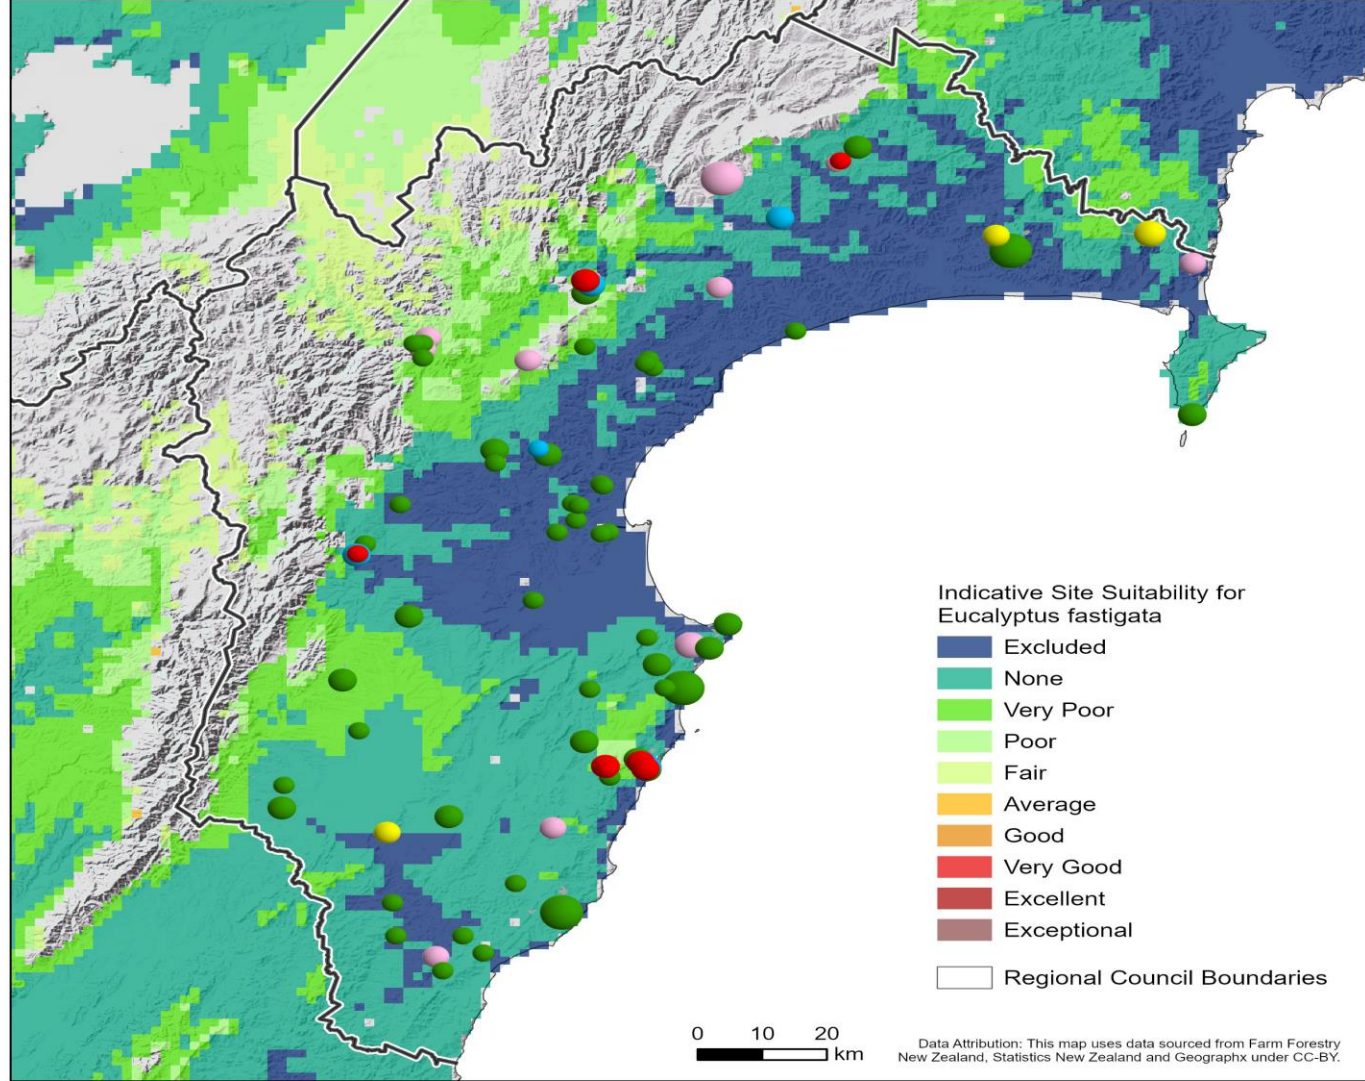 Indicative Site Suitability for
Eucalyptus fastigata
Excluded
None
Very Poor
Poor
Fair
Average
Good
Very Good
Excellent
Exceptional
Regional Council Boundaries
0 10 20
km
Data Attribution: This map uses data sourced from Farm Forestry
New Zealand, Statistics New Zealand and Geographx under CC-BY.